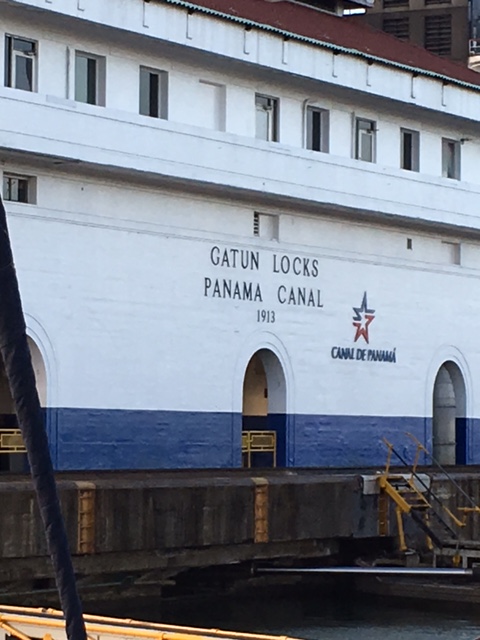 GATUN LOCKS
PANAMA CANAL
1913
CANAL DE PANAMÁ